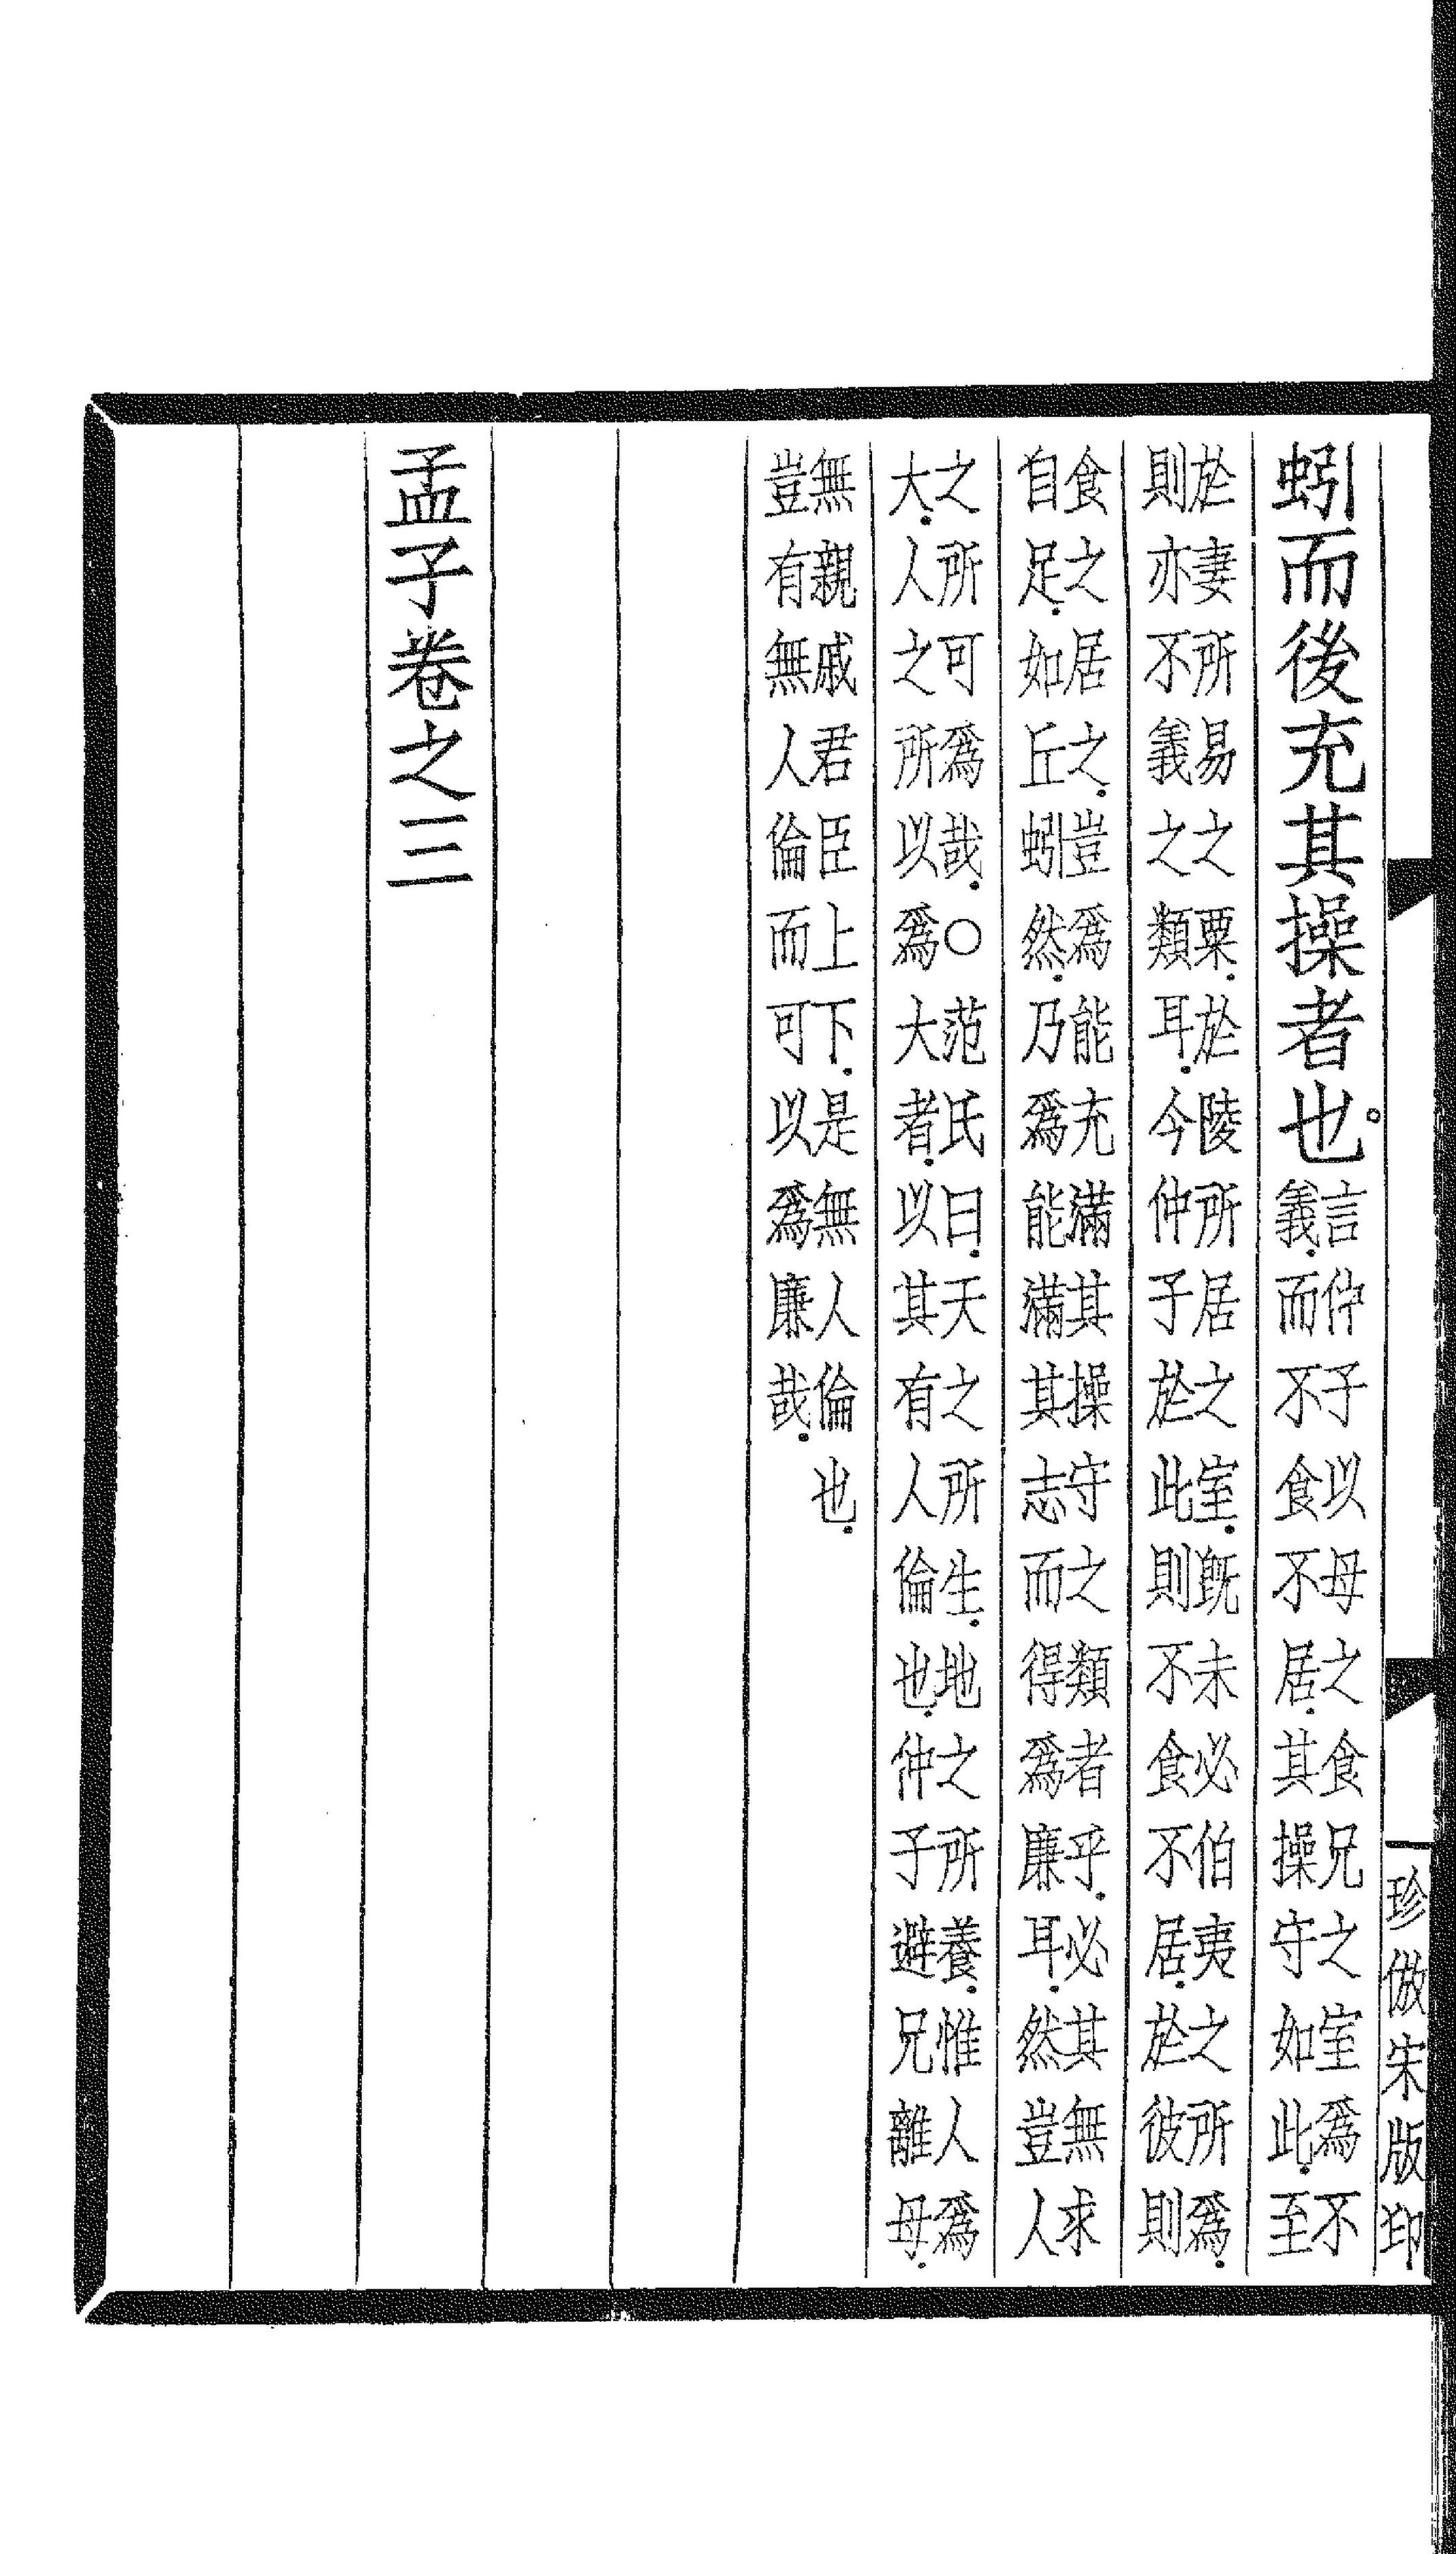 珍倣宋版印
蚓而後充其操者也。
言仲子以母之食兄之室爲不
義。而不食不居。其操守如此。至
於妻所易之粟。於陵所居之室。既未必伯夷之所爲。
則亦不義之類耳。今仲子於此則不食不居。於彼則
食之居之。豈爲能充滿其操守之類者乎。必其無求
自足。如丘蚓然。乃爲能滿其志而得爲廉耳。然豈人
之所可爲哉。○范氏曰。天之所生。地之所養。惟人爲
大。人之所以爲大者。以其有人倫也。仲子避兄離母。
無親戚君臣上下。是無人倫也。
豈有無人倫而可以爲廉哉。
孟子卷之三